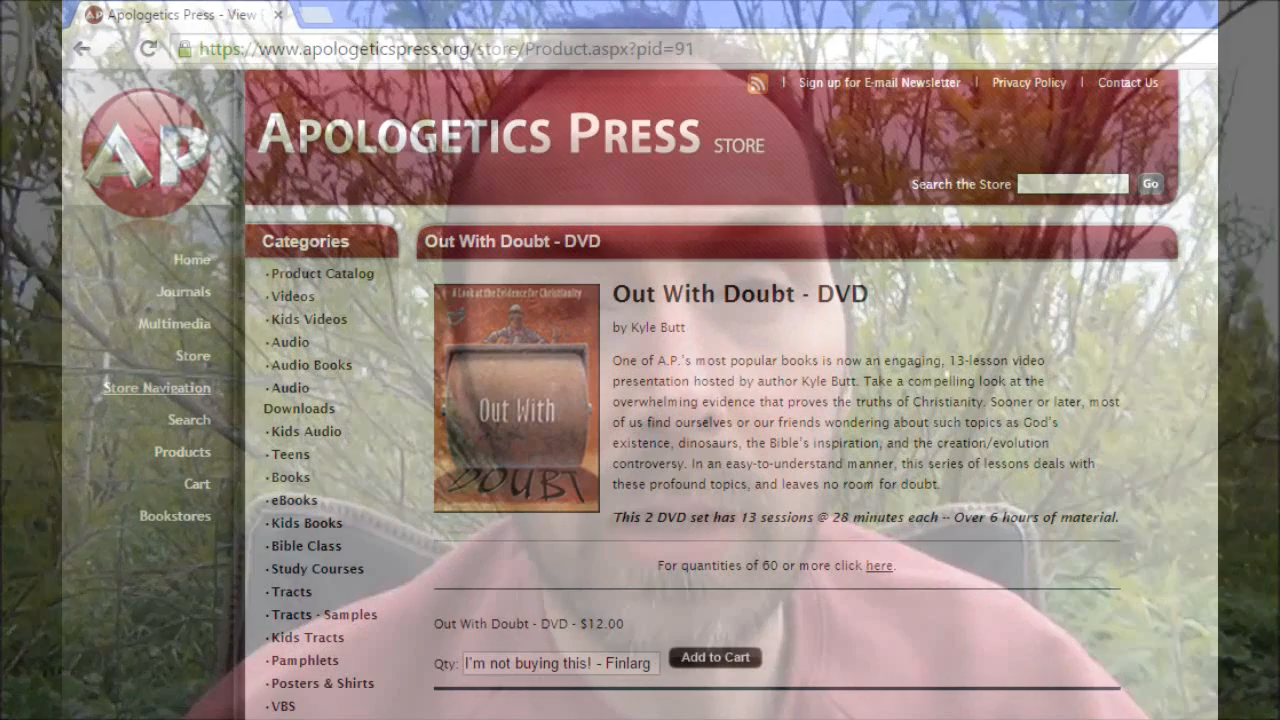 Apologetics Press - View
https://www.apologeticspress.org/store/Product.aspx?pid=91
Sign up for E-mail Newsletter | Privacy Policy | Contact Us
AP
APOLOGETICS PRESS STORE
Search the Store Go
Home
Journals
Multimedia
Store
Store Navigation
Search
Products
Cart
Bookstores
Categories
·Product Catalog
·Videos
·Kids Videos
·Audio
·Audio Books
·Audio
Downloads
·Kids Audio
·Teens
·Books
·eBooks
·Kids Books
·Bible Class
·Study Courses
·Tracts
·Tracts - Samples
·Kids Tracts
·Pamphlets
·Posters & Shirts
·VBS
Out With Doubt - DVD
A Look at the Evidence for Christianity
Out With
DOUBT
Out With Doubt - DVD
by Kyle Butt
One of A.P.'s most popular books is now an engaging, 13-lesson video
presentation hosted by author Kyle Butt. Take a compelling look at the
overwhelming evidence that proves the truths of Christianity. Sooner or later, most
of us find ourselves or our friends wondering about such topics as God's
existence, dinosaurs, the Bible's inspiration, and the creation/evolution
controversy. In an easy-to-understand manner, this series of lessons deals with
these profound topics, and leaves no room for doubt.
This 2 DVD set has 13 sessions @ 28 minutes each -- Over 6 hours of material.
For quantities of 60 or more click here.
Out With Doubt - DVD - $12.00
Qty: I'm not buying this! - Finlarg Add to Cart